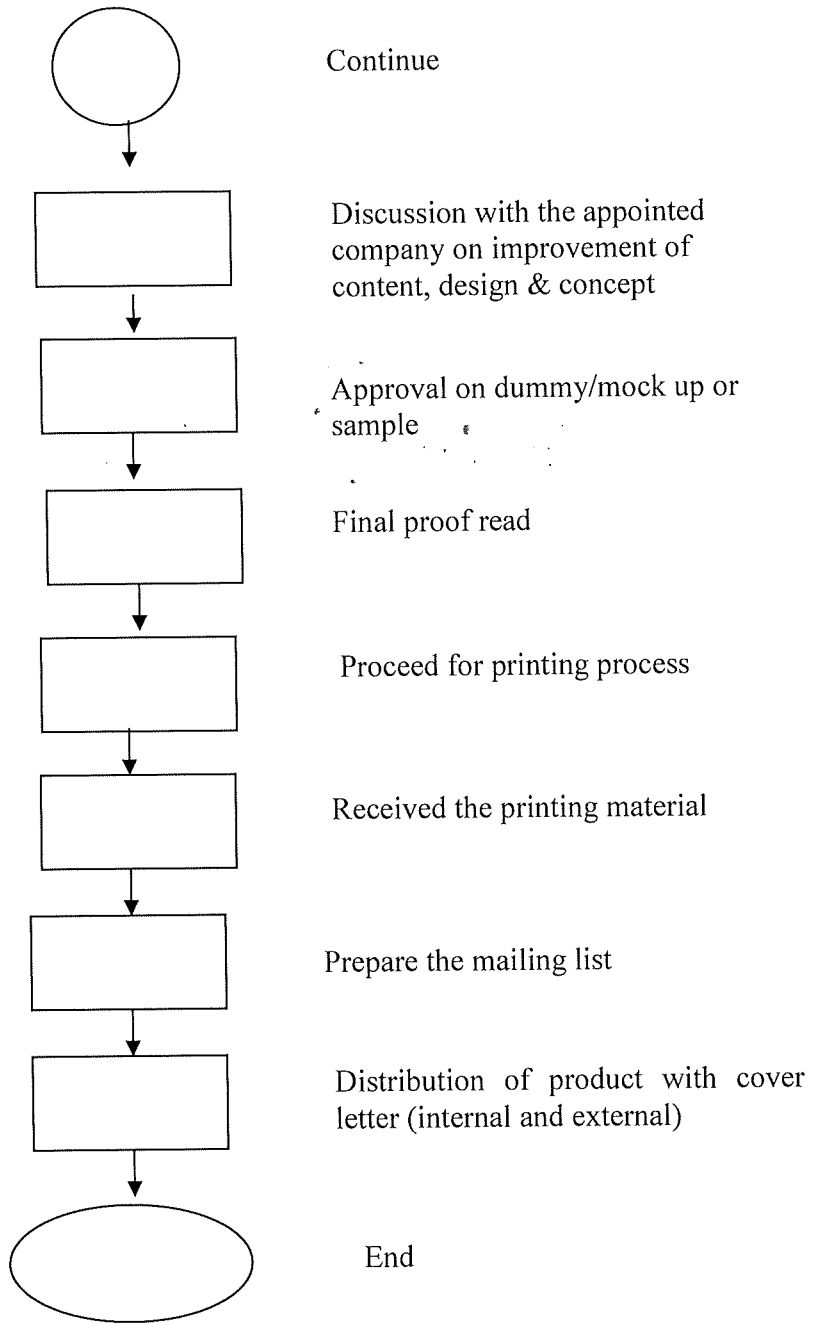 Continue
Discussion with the appointed
company on improvement of
content, design & concept
Approval on dummy/mock up or
sample
Final proof read
Proceed for printing process
Received the printing material
Prepare the mailing list
Distribution of product with cover
letter (internal and external)
End